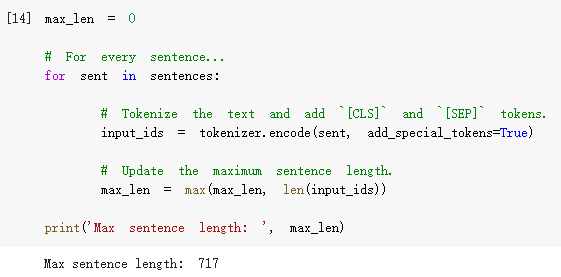 [14] max_len = 0
# For every sentence...
for sent in sentences:
# Tokenize the text and add `[CLS]` and `[SEP]` tokens.
input_ids = tokenizer.encode(sent, add_special_tokens=True)
# Update the maximum sentence length.
max_len = max(max_len, len(input_ids))
print('Max sentence length: ', max_len)
Max sentence length: 717